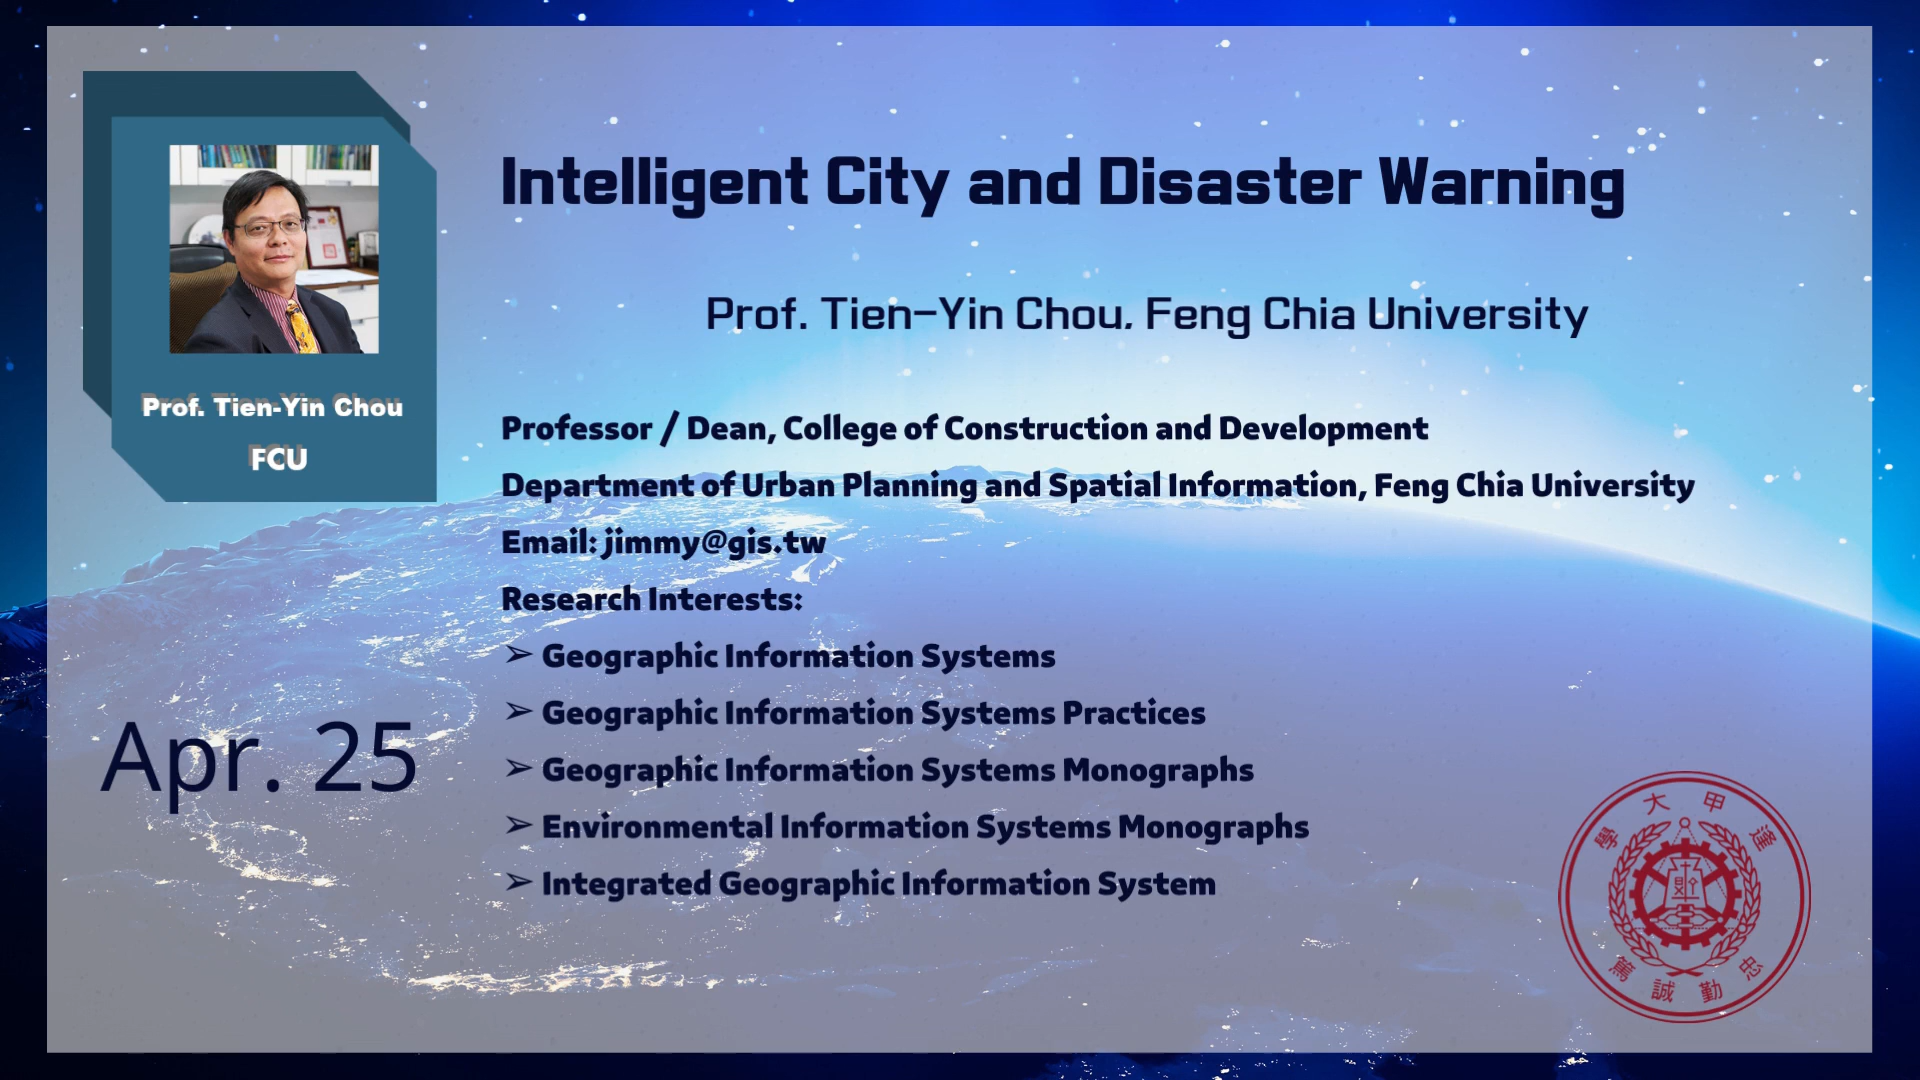 Intelligent City and Disaster Warning
Prof. Tien-Yin Chou, Feng Chia University
Prof. Tien-Yin Chou
FCU
Professor / Dean, College of Construction and Development
Department of Urban Planning and Spatial Information, Feng Chia University
Email: jimmy@gis.tw
Research Interests:
➢ Geographic Information Systems
➢ Geographic Information Systems Practices
➢ Geographic Information Systems Monographs
➢ Environmental Information Systems Monographs
➢ Integrated Geographic Information System
Apr. 25
學大甲逢
篤誠勤忠